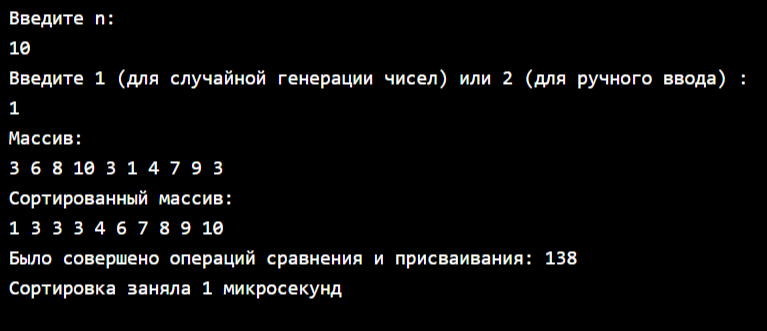 Введите n:
10
Введите 1 (для случайной генерации чисел) или 2 (для ручного ввода) :
1
Массив:
3 6 8 10 3 1 4 7 9 3
Сортированный массив:
1 3 3 3 4 6 7 8 9 10
Было совершено операций сравнения и присваивания: 138
Сортировка заняла 1 микросекунд